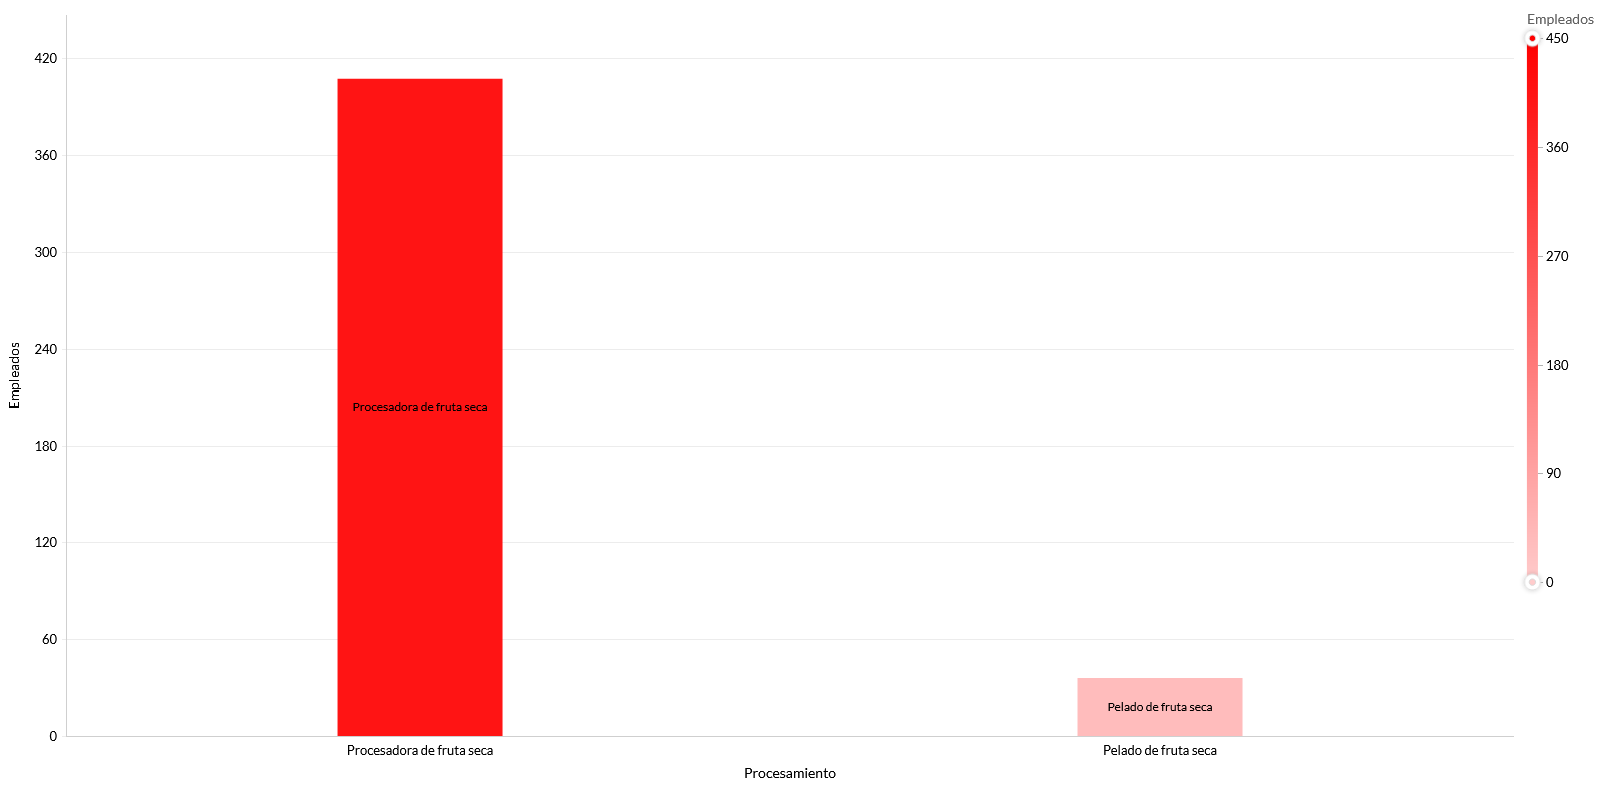 Empleados
450
360
270
180
90
0
420
360
300
240
180
120
60
0
Empleados
Procesadora de fruta seca
Pelado de fruta seca
Procesadora de fruta seca
Pelado de fruta seca
Procesamiento